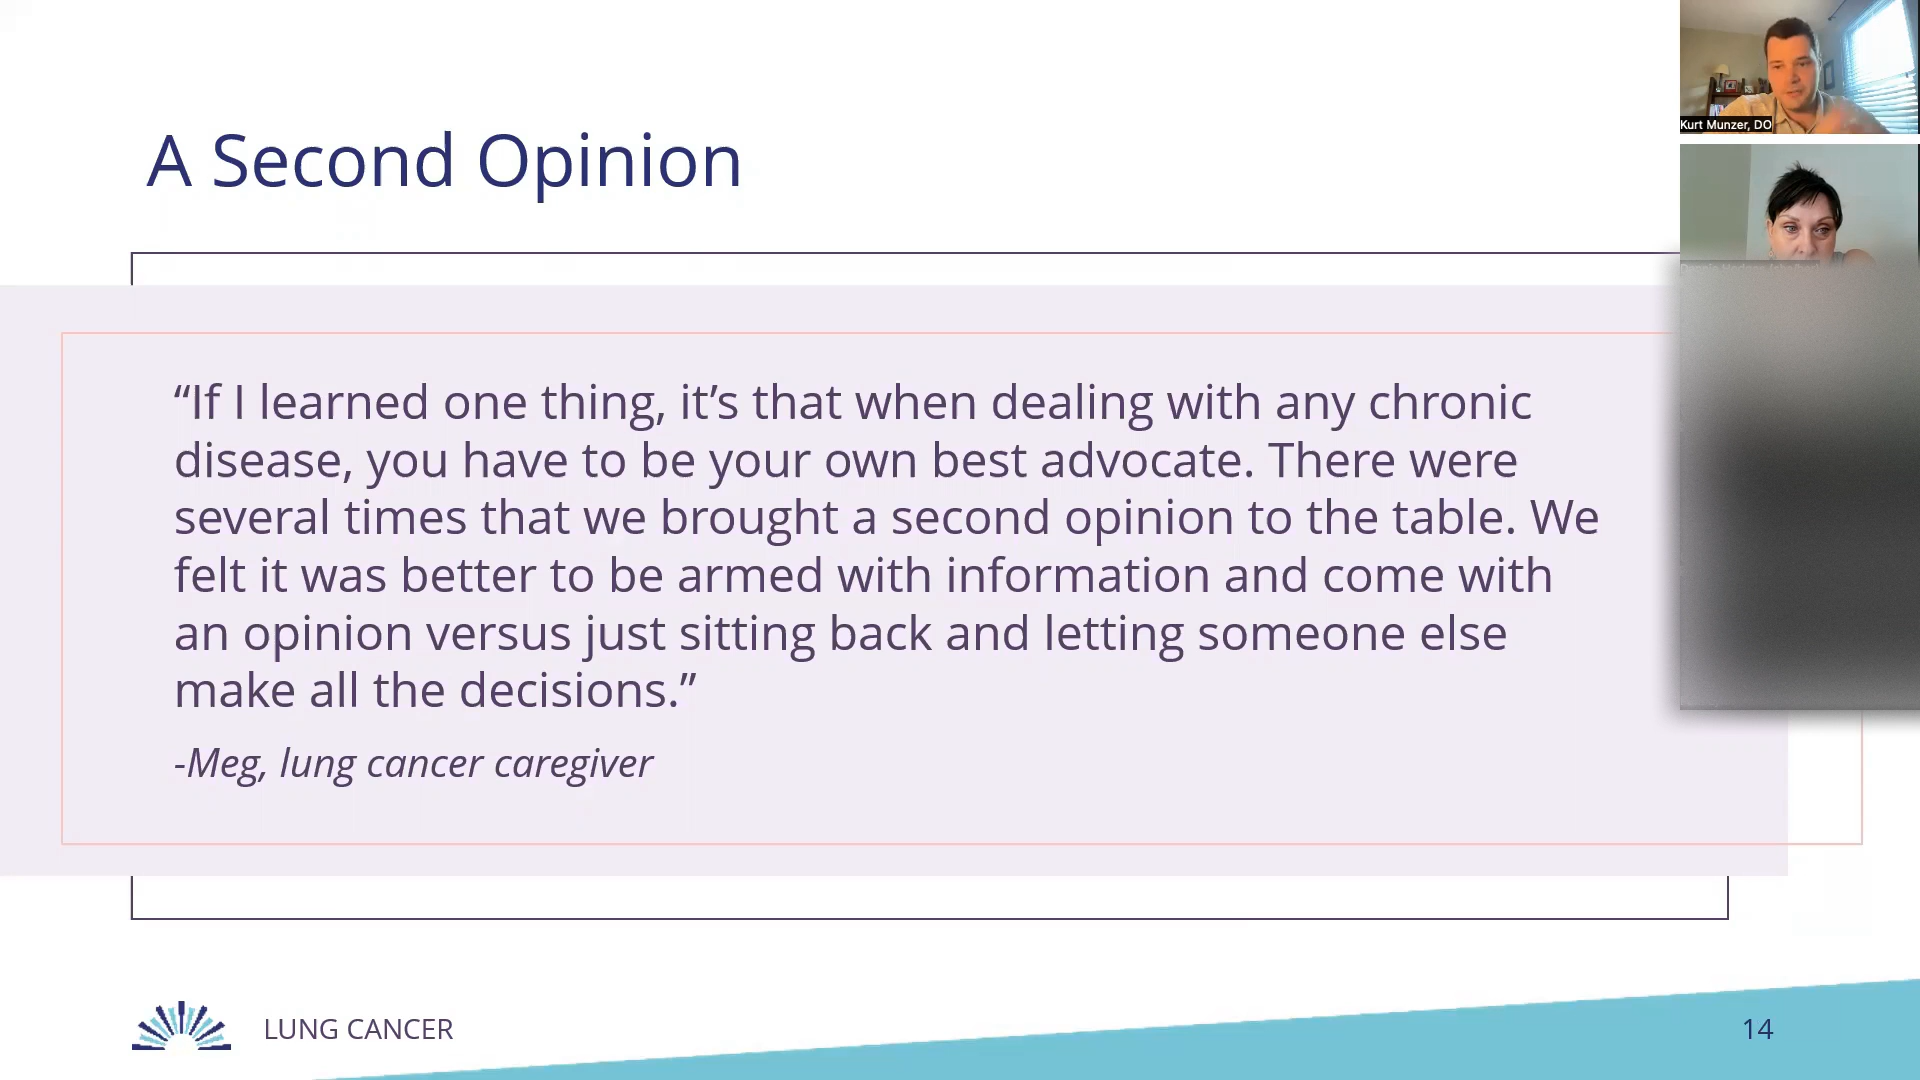 Kurt Munzer, DO
A Second Opinion
“If I learned one thing, it’s that when dealing with any chronic
disease, you have to be your own best advocate. There were
several times that we brought a second opinion to the table. We
felt it was better to be armed with information and come with
an opinion versus just sitting back and letting someone else
make all the decisions.”
-Meg, lung cancer caregiver
LUNG CANCER
14